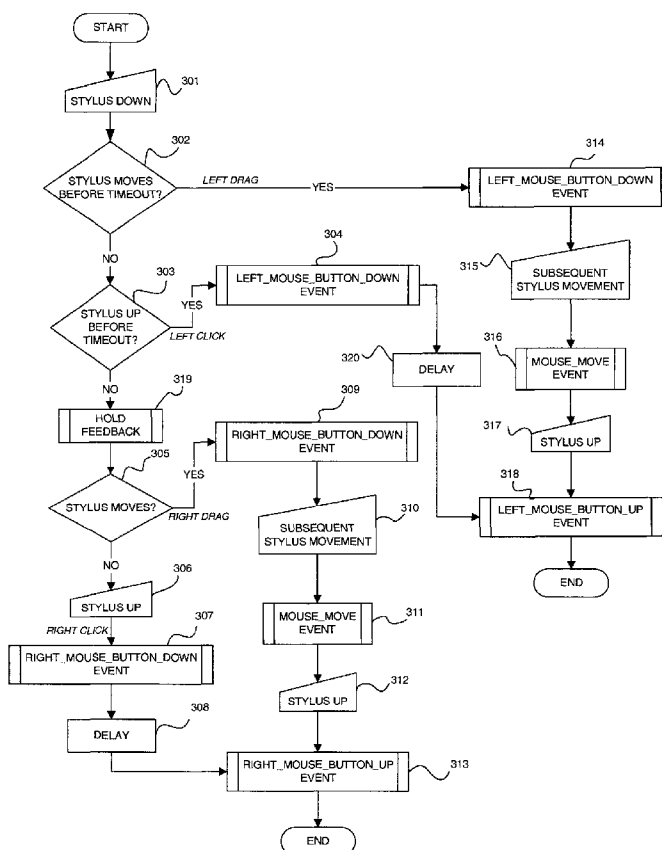 START
301
STYLUS DOWN
302
STYLUS MOVES
BEFORE TIMEOUT?
LEFT DRAG
YES
314
LEFT_MOUSE_BUTTON_DOWN
EVENT
NO
303
STYLUS UP
BEFORE
TIMEOUT?
YES
LEFT CLICK
304
LEFT_MOUSE_BUTTON_DOWN
EVENT
315
SUBSEQUENT
STYLUS MOVEMENT
320
DELAY
316
MOUSE_MOVE
EVENT
NO
319
HOLD
FEEDBACK
309
RIGHT_MOUSE_BUTTON_DOWN
EVENT
317
STYLUS UP
305
STYLUS MOVES?
YES
RIGHT DRAG
318
LEFT_MOUSE_BUTTON_UP
EVENT
310
SUBSEQUENT
STYLUS MOVEMENT
END
NO
306
STYLUS UP
RIGHT CLICK
307
RIGHT_MOUSE_BUTTON_DOWN
EVENT
311
MOUSE_MOVE
EVENT
312
STYLUS UP
308
DELAY
RIGHT_MOUSE_BUTTON_UP
EVENT
313
END